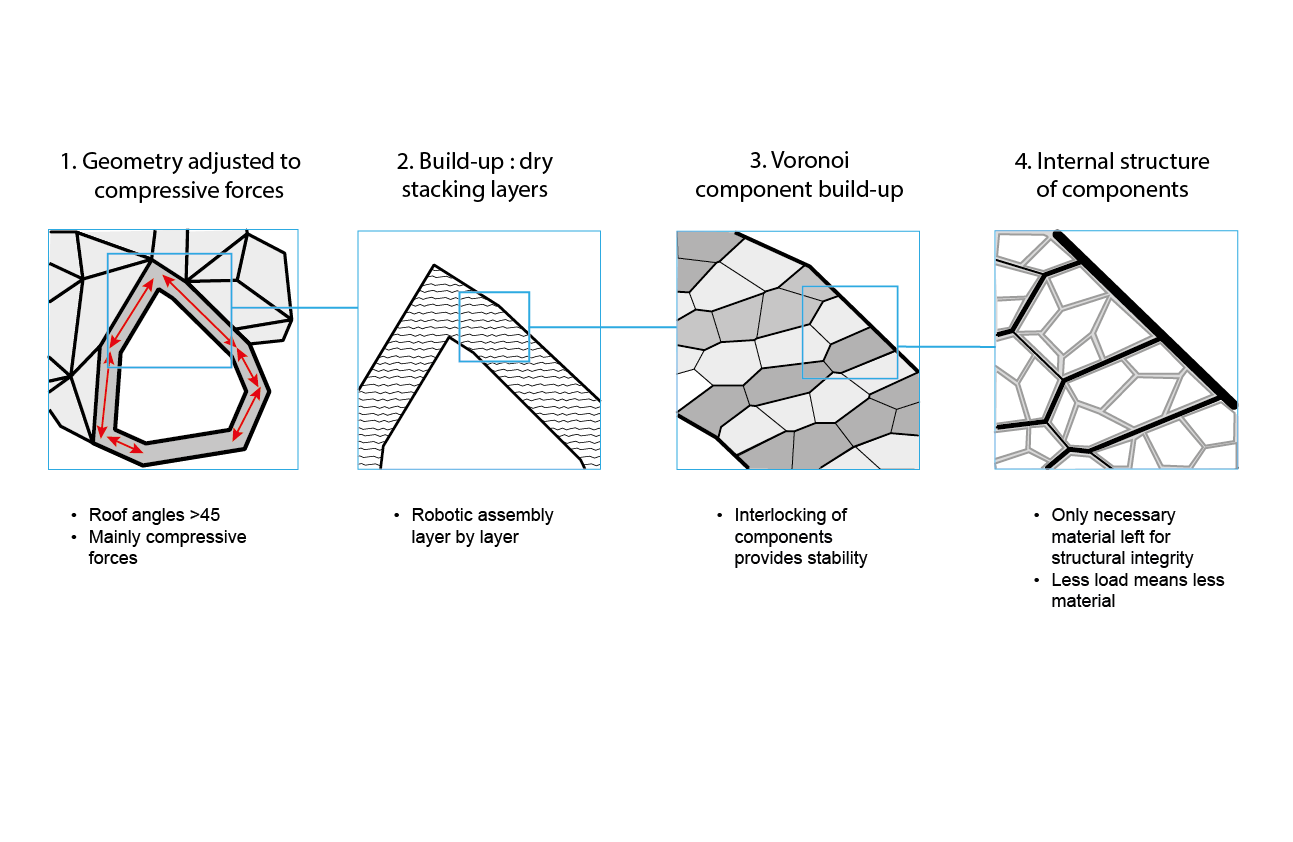 1. Geometry adjusted to
compressive forces
2. Build-up : dry
stacking layers
3. Voronoi
component build-up
4. Internal structure
of components
• Roof angles >45
• Mainly compressive
forces
• Robotic assembly
layer by layer
• Interlocking of
components
provides stability
• Only necessary
material left for
structural integrity
• Less load means less
material